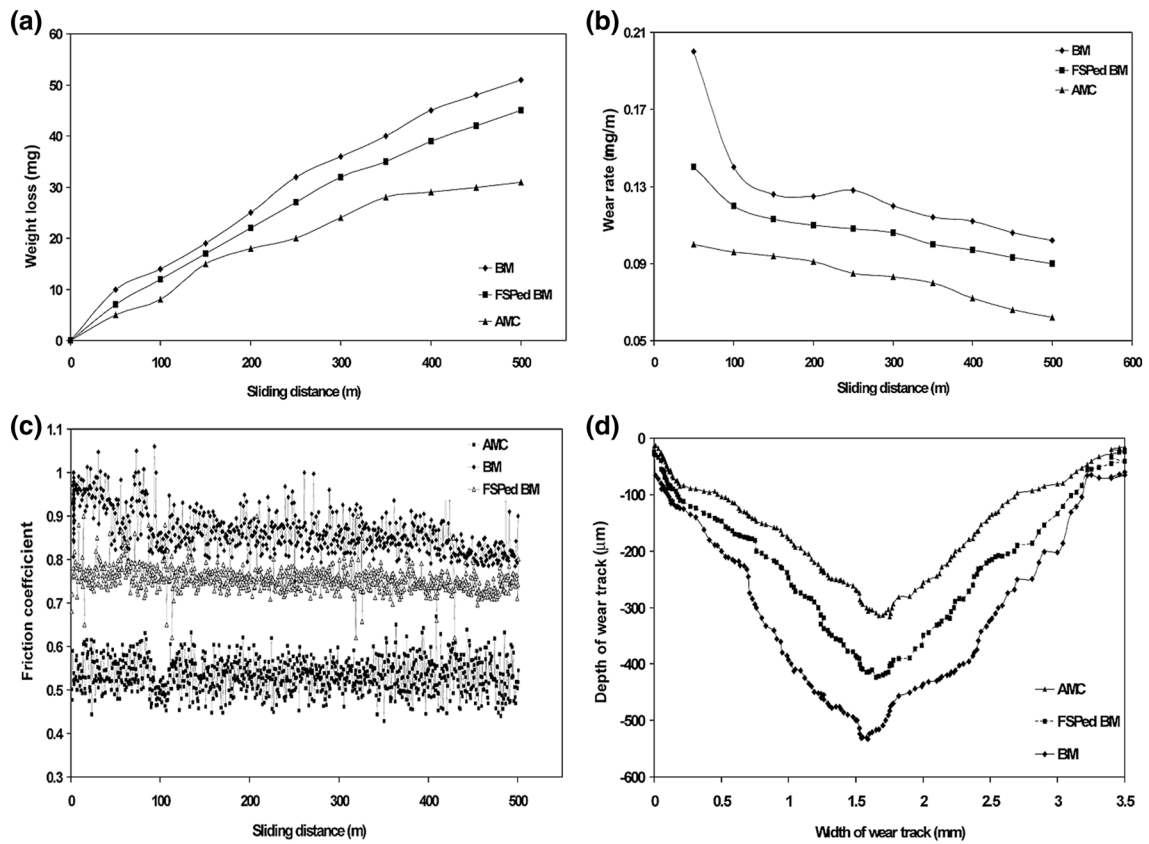 (a)
60
50
40
30
20
10
0
Weight loss (mg)
BM
FSPed BM
AMC
0 100 200 300 400 500
Sliding distance (m)
(b)
0.21
0.17
0.13
0.09
0.05
Wear rate (mg/m)
BM
FSPed BM
AMC
0 100 200 300 400 500 600
Sliding distance (m)
(c)
1.1
1
0.9
0.8
0.7
0.6
0.5
0.4
0.3
Friction coeffcicient
AMC
BM
FSPed BM
0 100 200 300 400 500
Sliding distance (m)
(d)
0
-100
-200
-300
-400
-500
-600
Depth of wear track (µm)
AMC
FSPed BM
BM
0 0.5 1 1.5 2 2.5 3 3.5
Width of wear track (mm)